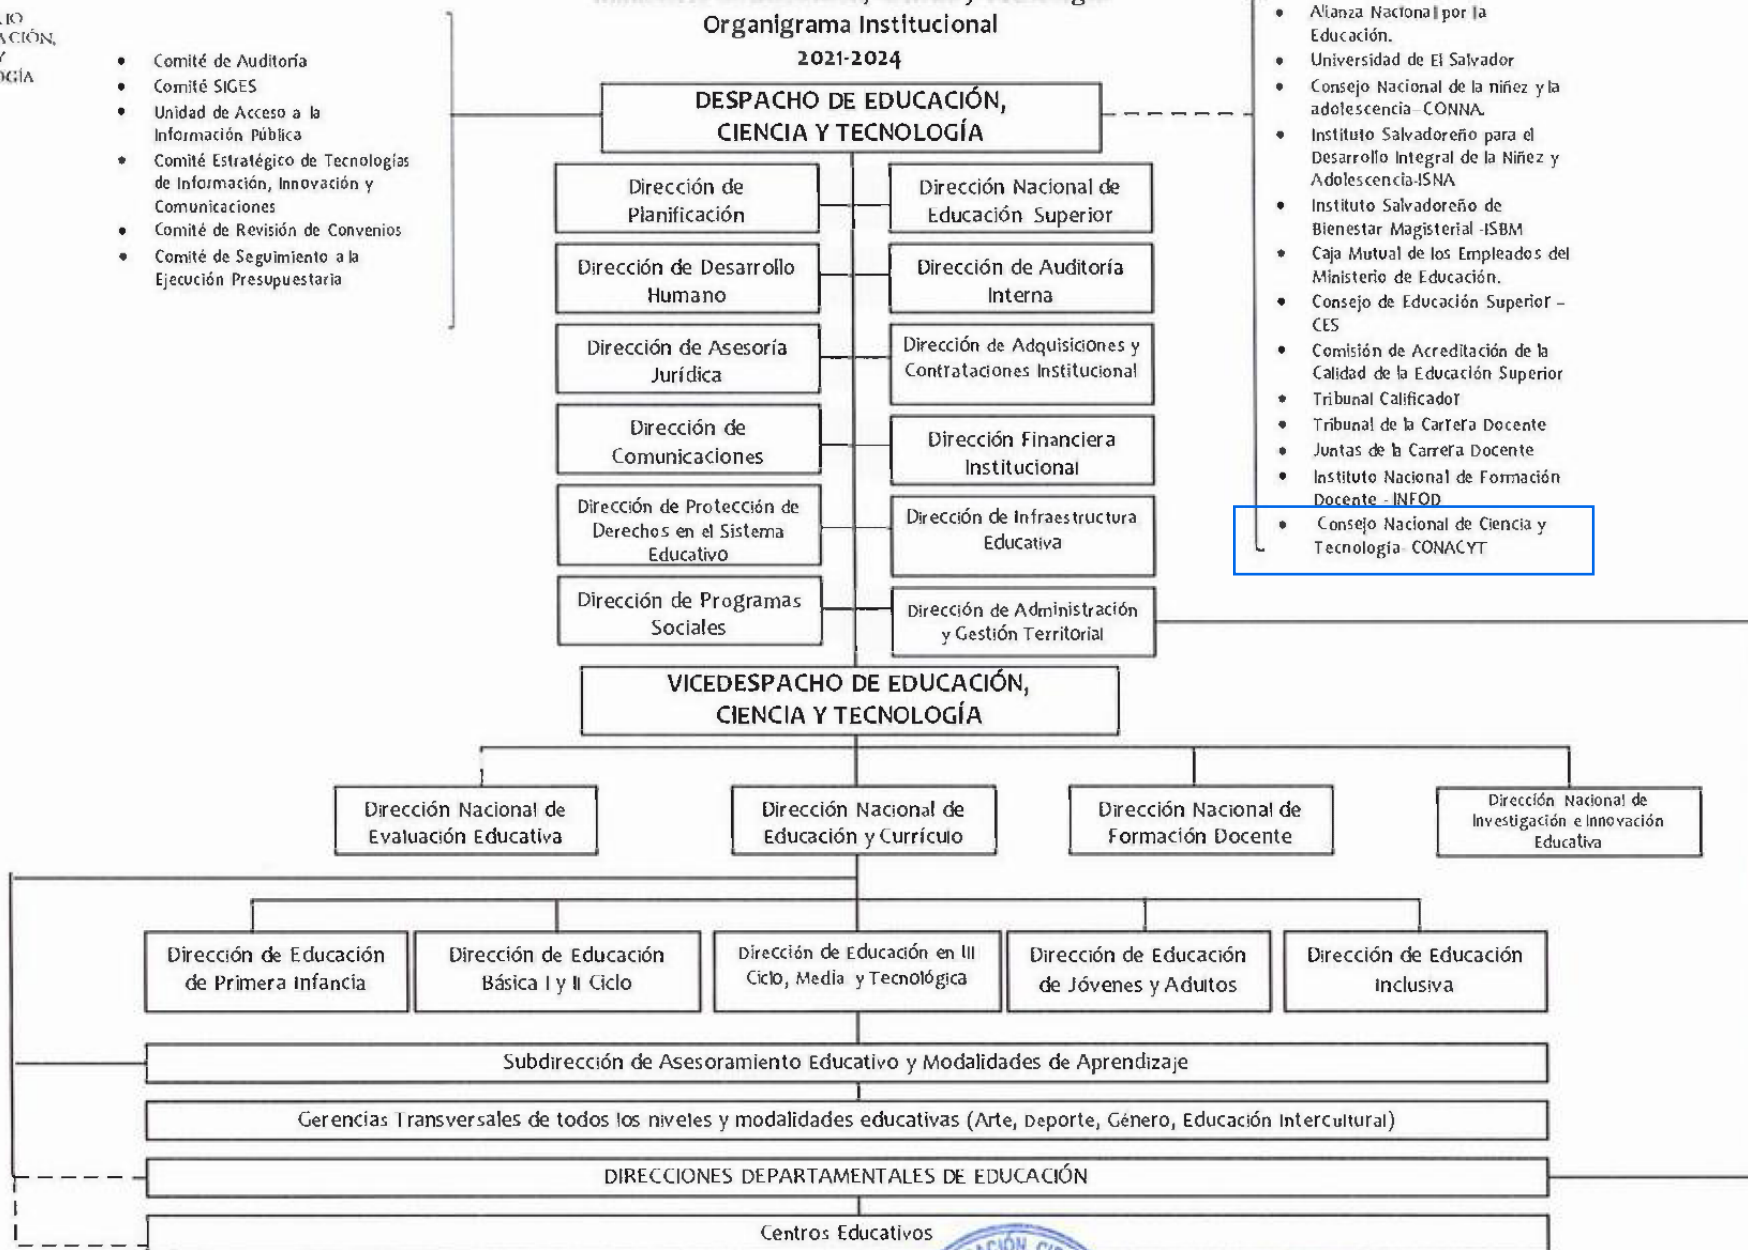 Organigrama Institucional
2021-2024
• Comité de Auditoría
• Comité SIGES
• Unidad de Acceso a la
Información Pública
• Comité Estratégico de Tecnologías
de Información, Innovación y
Comunicaciones
• Comité de Revisión de Convenios
• Comité de Seguimiento a la
Ejecución Presupuestaria
DESPACHO DE EDUCACIÓN,
CIENCIA Y TECNOLOGÍA
• Alianza Nacional por la
Educación.
• Universidad de El Salvador
• Consejo Nacional de la niñez y la
adolescencia-CONNA.
• Instituto Salvadoreño para el
Desarrollo Integral de la Niñez y
Adolescencia-ISNA
• Instituto Salvadoreño de
Bienestar Magisterial -ISBM
• Caja Mutual de los Empleados del
Ministerio de Educación.
• Consejo de Educación Superior –
CES
• Comisión de Acreditación de la
Calidad de la Educación Superior
• Tribunal Calificador
• Tribunal de la Carrera Docente
• Juntas de la Carrera Docente
• Instituto Nacional de Formación
Docente - INFOD
• Consejo Nacional de Ciencia y
Tecnología- CONACYT
Dirección de
Planificación
Dirección Nacional de
Educación Superior
Dirección de Desarrollo
Humano
Dirección de Auditoría
Interna
Dirección de Asesoría
Jurídica
Dirección de Adquisiciones y
Contrataciones Institucional
Dirección de
Comunicaciones
Dirección Financiera
Institucional
Dirección de Protección de
Derechos en el Sistema
Educativo
Dirección de Infraestructura
Educativa
Dirección de Programas
Sociales
Dirección de Administración
y Gestión Territorial
VICEDESPACHO DE EDUCACIÓN,
CIENCIA Y TECNOLOGÍA
Dirección Nacional de
Evaluación Educativa
Dirección Nacional de
Educación y Currículo
Dirección Nacional de
Formación Docente
Dirección Nacional de
Investigación e Innovación
Educativa
Dirección de Educación
de Primera Infancia
Dirección de Educación
Básica I y II Ciclo
Dirección de Educación en III
Ciclo, Media y Tecnológica
Dirección de Educación
de Jóvenes y Adultos
Dirección de Educación
Inclusiva
Subdirección de Asesoramiento Educativo y Modalidades de Aprendizaje
Gerencias Transversales de todos los niveles y modalidades educativas (Arte, Deporte, Género, Educación Intercultural)
DIRECCIONES DEPARTAMENTALES DE EDUCACIÓN
Centros Educativos